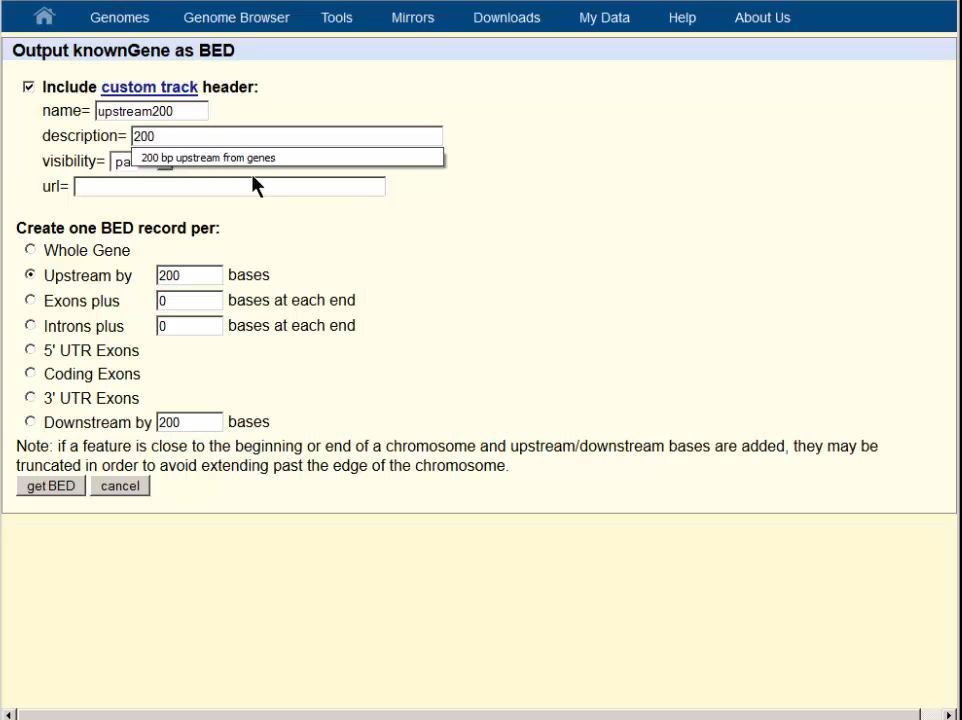 Genomes Genome Browser Tools Mirrors Downloads My Data Help About Us
Output knownGene as BED
Include custom track header:
name= upstream200
description= 200
200 bp upstream from genes
visibility= pa
url=
Create one BED record per:
Whole Gene
Upstream by 200 bases
Exons plus 0 bases at each end
Introns plus 0 bases at each end
5' UTR Exons
Coding Exons
3' UTR Exons
Downstream by 200 bases
Note: if a feature is close to the beginning or end of a chromosome and upstream/downstream bases are added, they may be
truncated in order to avoid extending past the edge of the chromosome.
get BED cancel